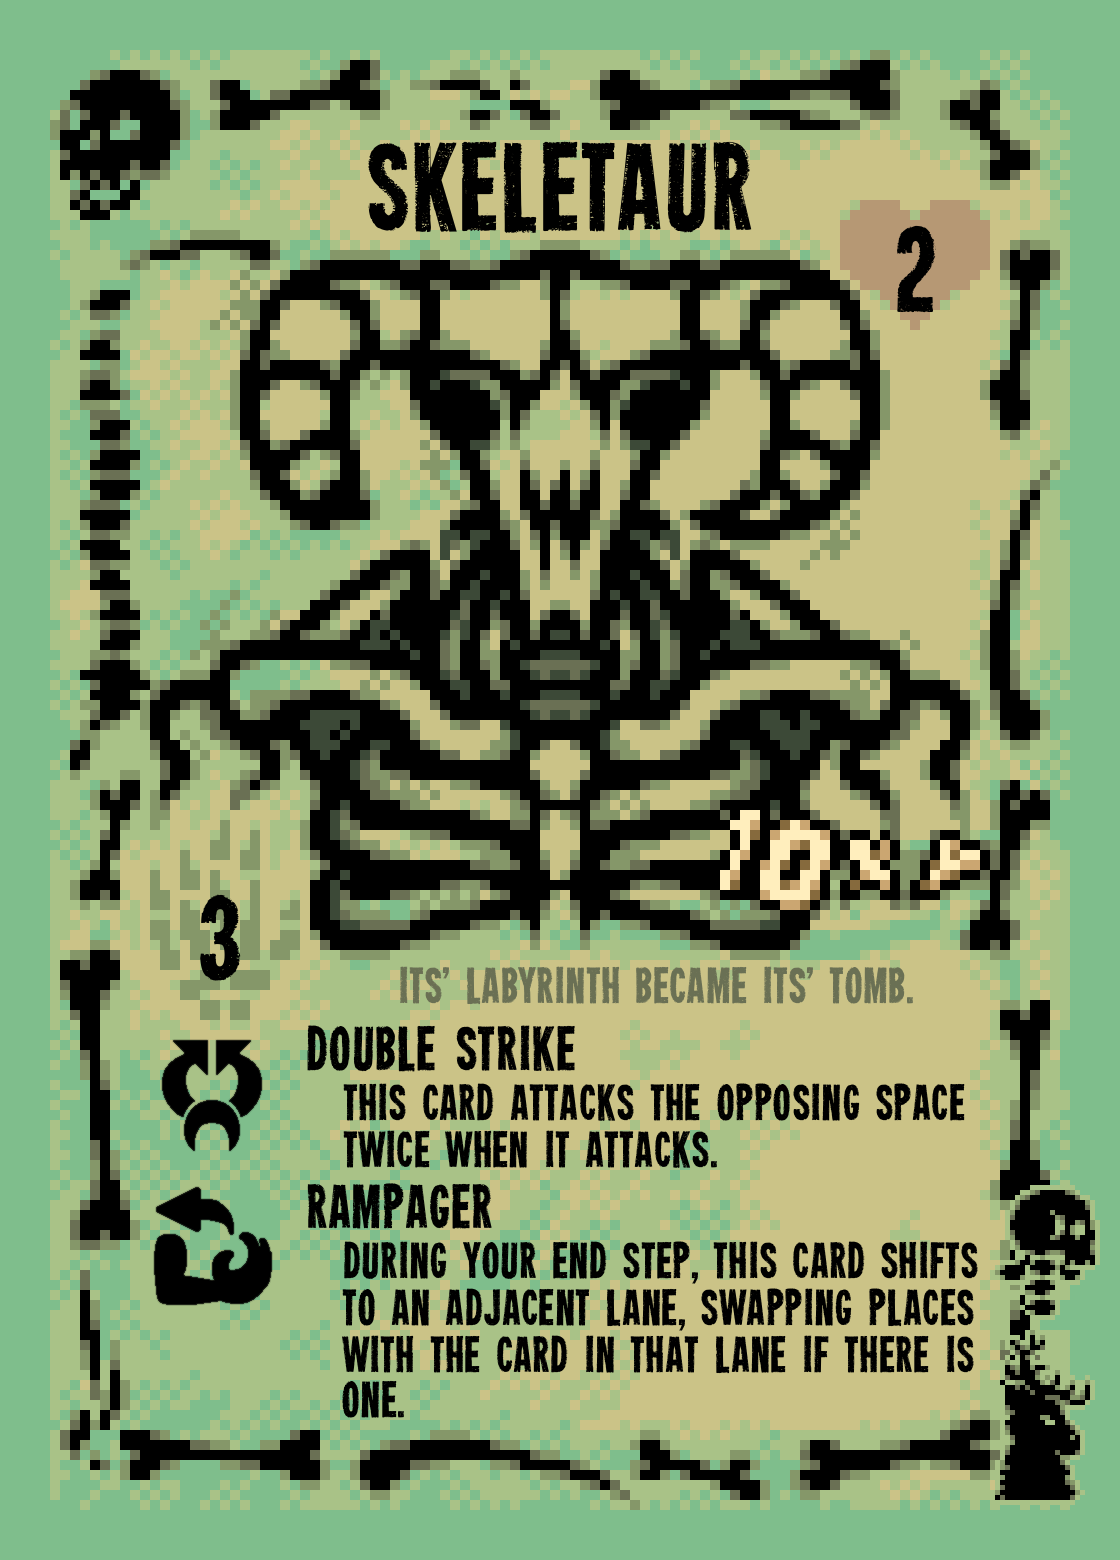 SKELETAUR
2
10x
3
ITS' LABYRINTH BECAME ITS' TOMB.
DOUBLE STRIKE
THIS CARD ATTACKS THE OPPOSING SPACE
TWICE WHEN IT ATTACKS.
RAMPAGER
DURING YOUR END STEP, THIS CARD SHIFTS
TO AN ADJACENT LANE, SWAPPING PLACES
WITH THE CARD IN THAT LANE IF THERE IS
ONE.